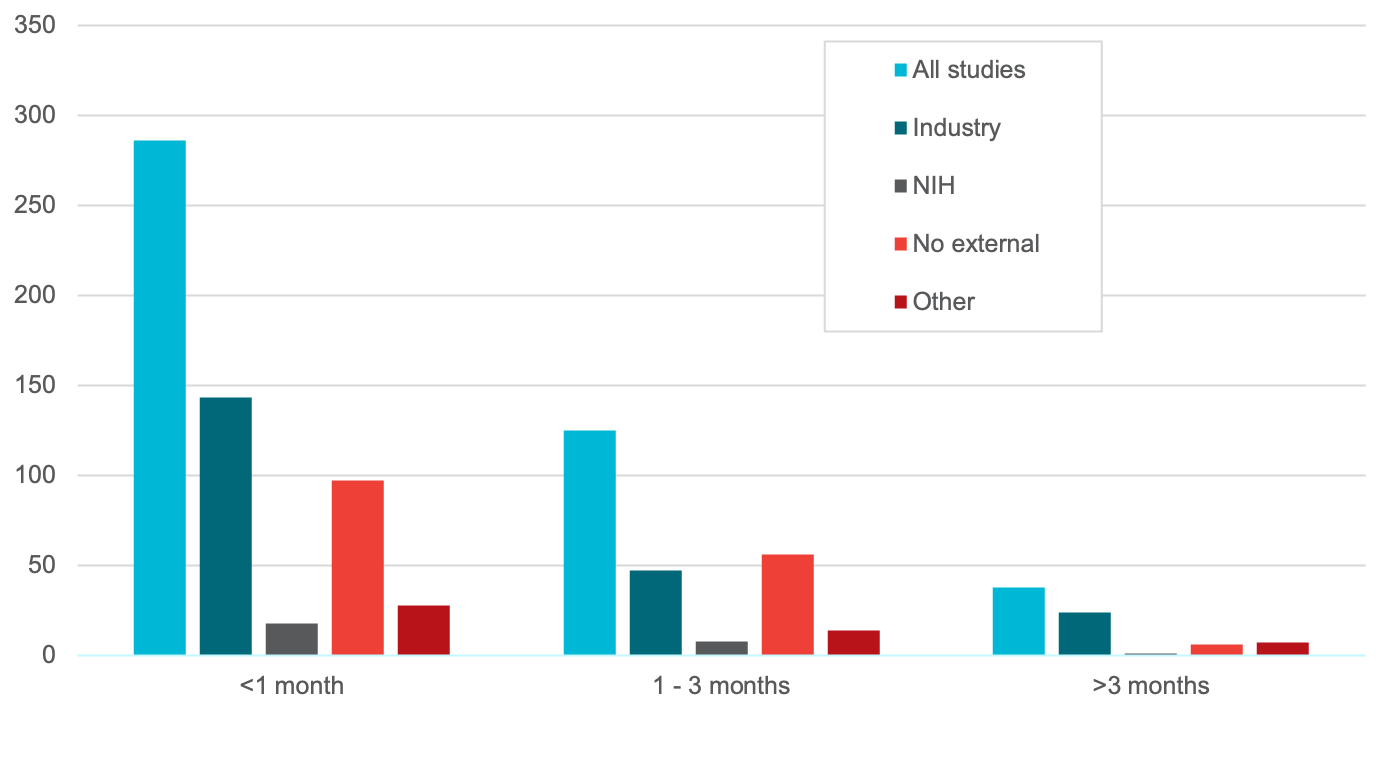 350
300
250
200
150
100
50
0
All studies
Industry
NIH
No external
Other
<1 month
1 - 3 months
>3 months